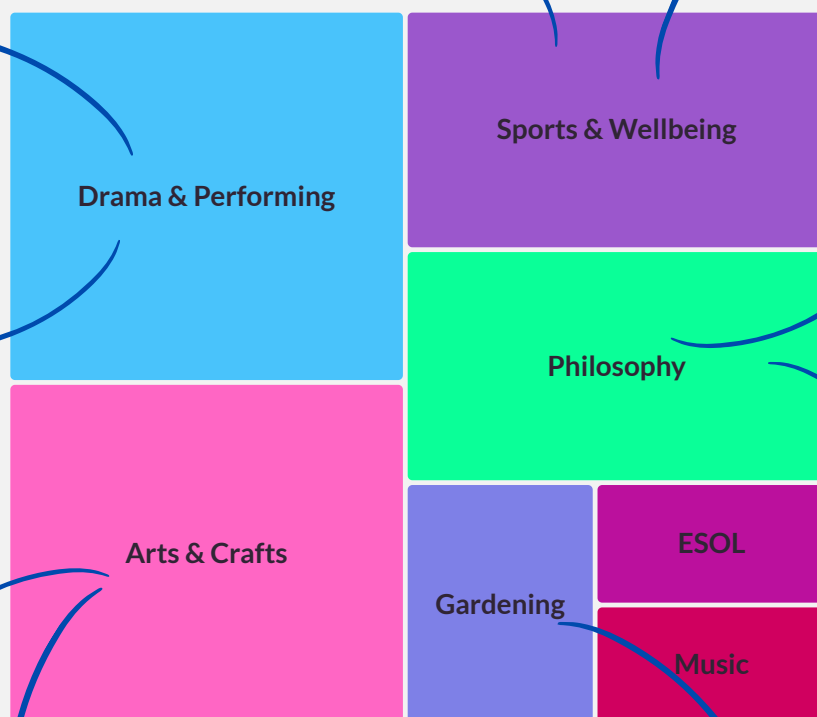 Drama & Performing
Sports & Wellbeing
Philosophy
Arts & Crafts
Gardening
ESOL
Music